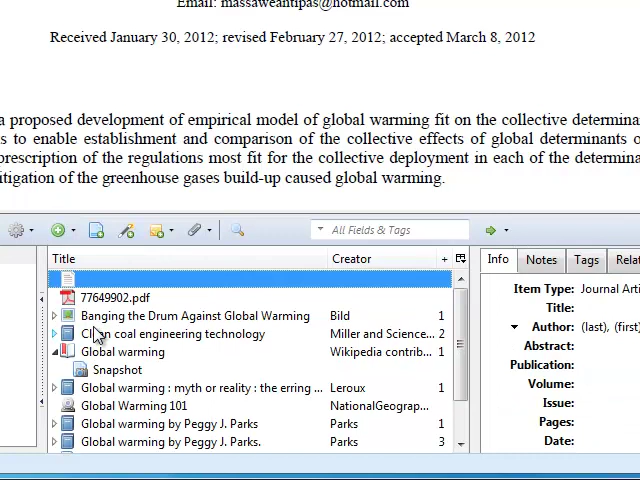 Email: massaweantipas@hotmail.com
Received January 30, 2012; revised February 27, 2012; accepted March 8, 2012
a proposed development of empirical model of global warming fit on the collective determina
s to enable establishment and comparison of the collective effects of global determinants o
prescription of the regulations most fit for the collective deployment in each of the determina
itigation of the greenhouse gases build-up caused global warming.
All Fields & Tags
Title Creator + Info Notes Tags Rela
77649902.pdf
Banging the Drum Against Global Warming Bild 1
Clean coal engineering technology Miller and Science... 2
Global warming Wikipedia contrib... 1
Snapshot
Global warming : myth or reality : the erring ... Leroux 1
Global Warming 101 NationalGeograp...
Global warming by Peggy J. Parks Parks 1
Global warming by Peggy J. Parks. Parks 3
Item Type: Journal Artic
Title:
Author: (last), (first)
Abstract:
Publication:
Volume:
Issue:
Pages:
Date: